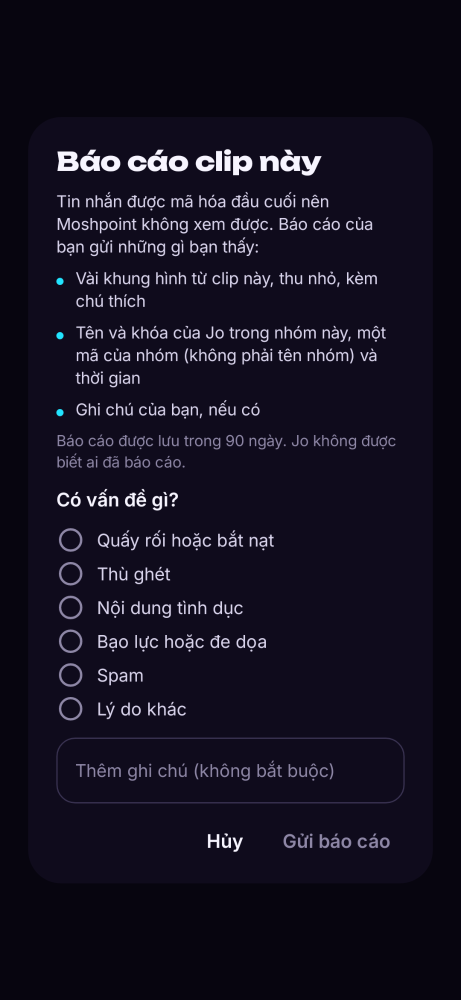 Báo cáo clip này
Tin nhắn được mã hóa đầu cuối nên
Moshpoint không xem được. Báo cáo của
bạn gửi những gì bạn thấy:
Vài khung hình từ clip này, thu nhỏ, kèm
chú thích
Tên và khóa của Jo trong nhóm này, một
mã của nhóm (không phải tên nhóm) và
thời gian
Ghi chú của bạn, nếu có
Báo cáo được lưu trong 90 ngày. Jo không được
biết ai đã báo cáo.
Có vấn đề gì?
Quấy rối hoặc bắt nạt
Thù ghét
Nội dung tình dục
Bạo lực hoặc đe dọa
Spam
Lý do khác
Thêm ghi chú (không bắt buộc)
Hủy
Gửi báo cáo